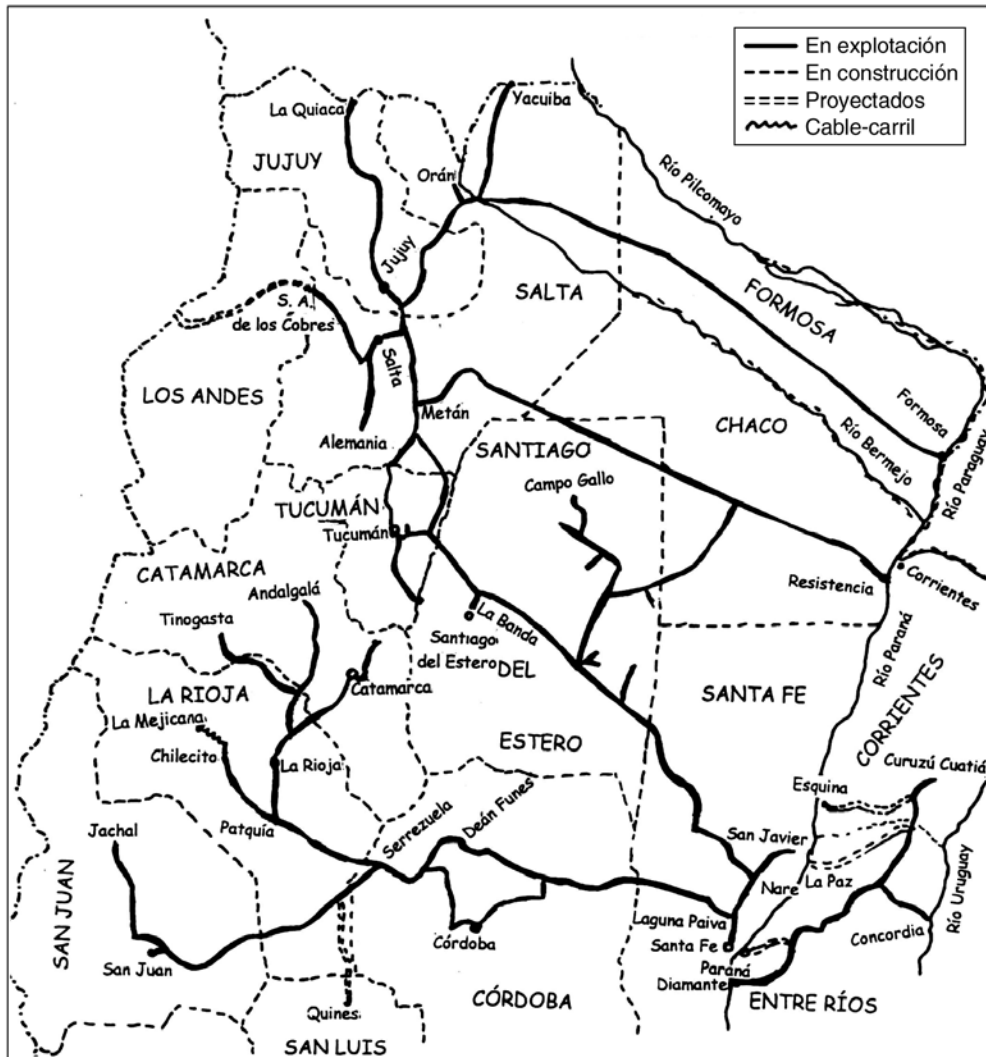 En explotación
En construcción
Proyectados
Cable-carril
La Quiaca
Yacuiba
JUJUY
Orán
Río Pilcomayo
Jujuy
SALTA
FORMOSA
S. A.
de los Cobres
Salta
LOS ANDES
Metán
CHACO
Formosa
Río Bermejo
Río Paraguay
Alemania
SANTIAGO
Campo Gallo
TUCUMÁN
Tucumán
CATAMARCA
Andalgalá
Tinogasta
Resistencia
Corrientes
La Banda
Santiago
del Estero
DEL
Río Paraná
Catamarca
LA RIOJA
SANTA FE
CORRIENTES
La Mejicana
Chilecito
ESTERO
La Rioja
Curuzú Cuatiá
Esquina
Jachal
Patquía
Serrezuela
Deán Funes
San Javier
SAN JUAN
Nare
La Paz
Río Uruguay
Laguna Paiva
Concordia
San Juan
Córdoba
Santa Fe
Paraná
Diamante
Quines
CÓRDOBA
ENTRE RÍOS
SAN LUIS